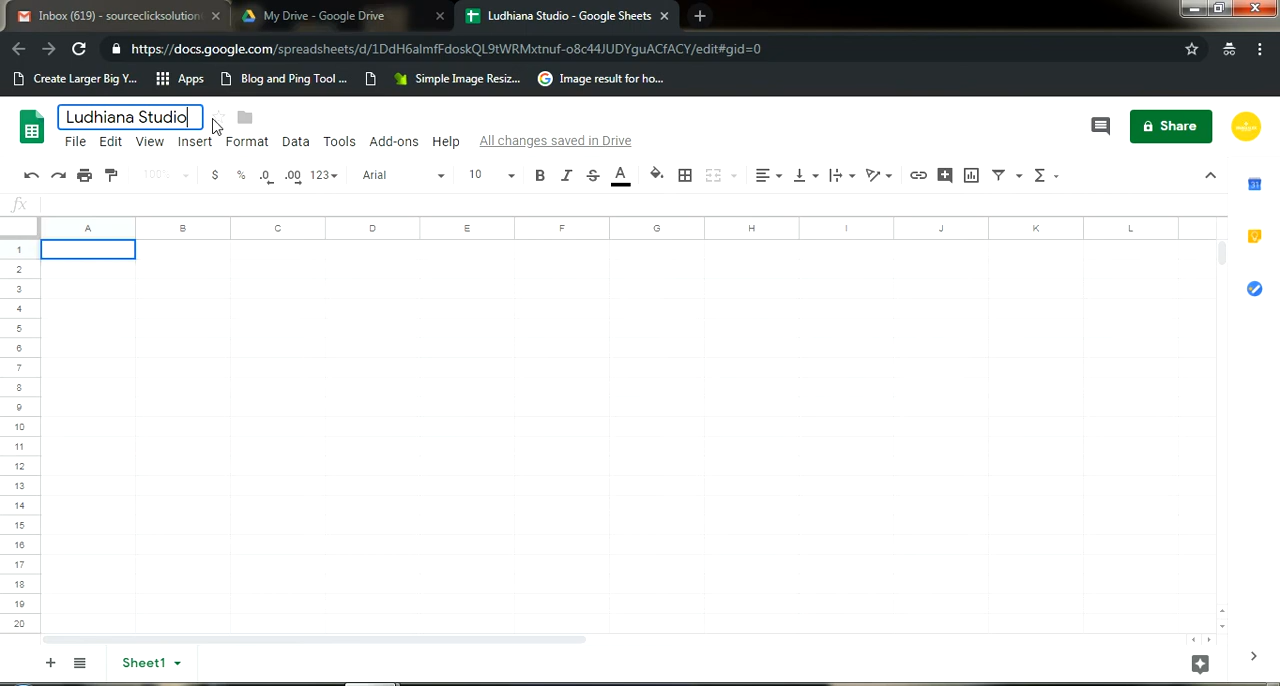 Inbox (619) - sourceclicksolution
My Drive - Google Drive
Ludhiana Studio - Google Sheets
https://docs.google.com/spreadsheets/d/1DdH6almfFdoskQL9tWRMxtnuf-o8c44JUDYguACfACY/edit#gid=0
Create Larger Big Y...
Apps
Blog and Ping Tool ...
Simple Image Resiz...
Image result for ho...
Ludhiana Studio
File Edit View Insert Format Data Tools Add-ons Help All changes saved in Drive
Share
100% $ % .0 .00 123 Arial 10 B I S A
fx
A B C D E F G H I J K L
1
2
3
4
5
6
7
8
9
10
11
12
13
14
15
16
17
18
19
20
Sheet1